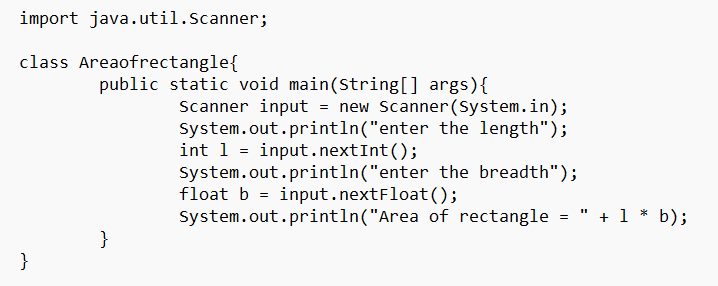 import java.util.Scanner;
class Areaofrectangle{
public static void main(String[] args){
Scanner input = new Scanner(System.in);
System.out.println("enter the length");
int l = input.nextInt();
System.out.println("enter the breadth");
float b = input.nextFloat();
System.out.println("Area of rectangle = " + l * b);
}
}